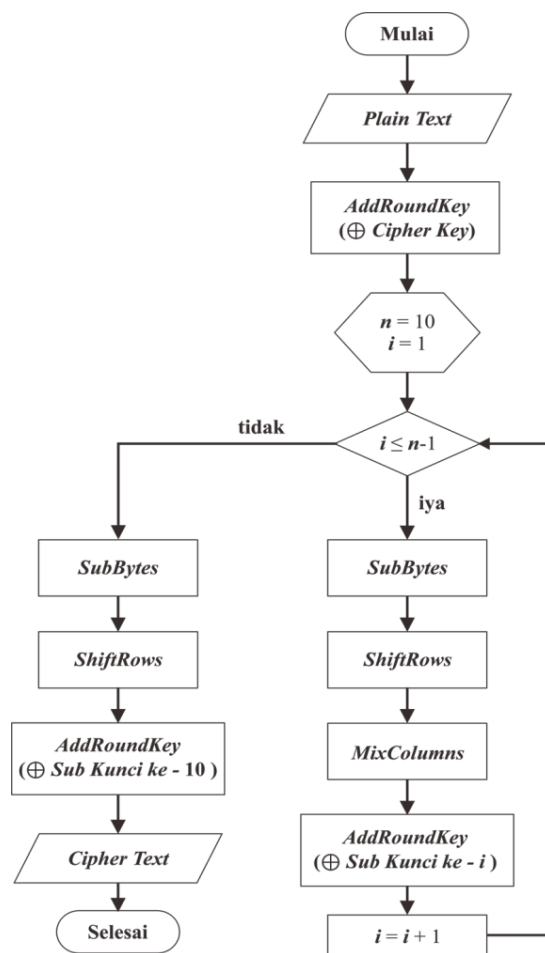 Mulai
Plain Text
AddRoundKey
(⊕ Cipher Key)
n = 10
i = 1
i ≤ n-1
tidak
iya
SubBytes
ShiftRows
AddRoundKey
(⊕ Sub Kunci ke - 10 )
Cipher Text
Selesai
SubBytes
ShiftRows
MixColumns
AddRoundKey
(⊕ Sub Kunci ke - i )
i = i + 1